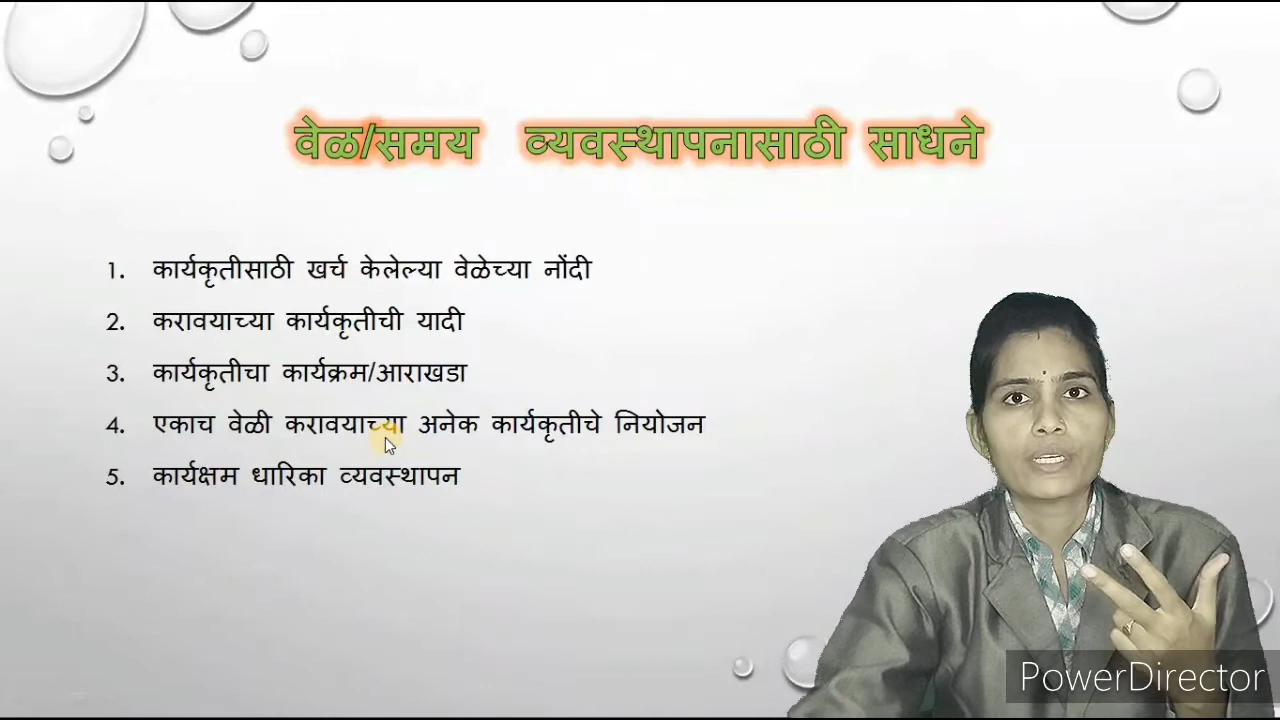 वेळ/समय व्यवस्थापनासाठी साधने
1. कार्यकृतीसाठी खर्च केलेल्या वेळेच्या नोंदी
2. करावयाच्या कार्यकृतीची यादी
3. कार्यकृतीचा कार्यक्रम/आराखडा
4. एकाच वेळी करावयाच्या अनेक कार्यकृतीचे नियोजन
5. कार्यक्षम धारिका व्यवस्थापन
PowerDirector